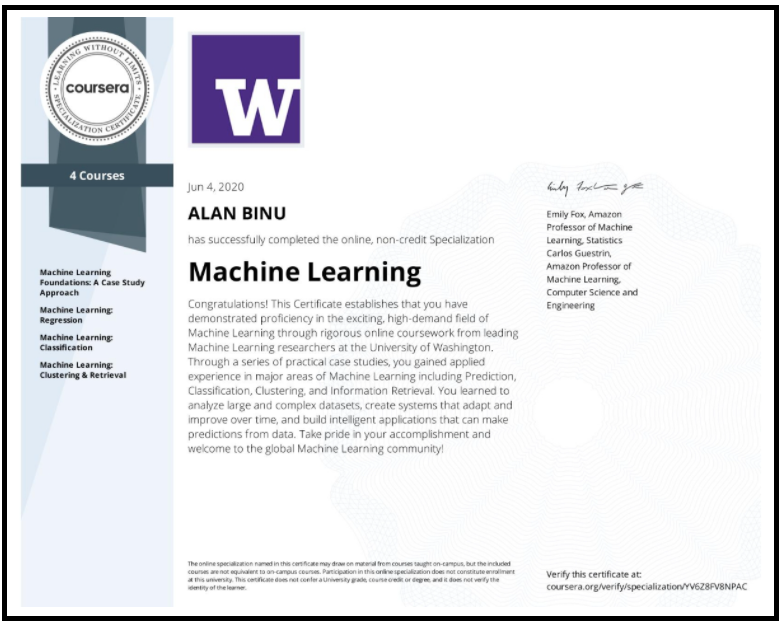 LEARNING WITHOUT LIMITS
coursera
SPECIALIZATION CERTIFICATE
4 Courses
Machine Learning
Foundations: A Case Study
Approach
Machine Learning:
Regression
Machine Learning:
Classification
Machine Learning:
Clustering & Retrieval
W
Jun 4, 2020
ALAN BINU
has successfully completed the online, non-credit Specialization
Machine Learning
Congratulations! This Certificate establishes that you have
demonstrated proficiency in the exciting, high-demand field of
Machine Learning through rigorous online coursework from leading
Machine Learning researchers at the University of Washington.
Through a series of practical case studies, you gained applied
experience in major areas of Machine Learning including Prediction,
Classification, Clustering, and Information Retrieval. You learned to
analyze large and complex datasets, create systems that adapt and
improve over time, and build intelligent applications that can make
predictions from data. Take pride in your accomplishment and
welcome to the global Machine Learning community!
The online specialization named in this certificate may draw on material from courses taught on-campus, but the included
courses are not equivalent to on-campus courses. Participation in this online specialization does not constitute enrollment
at this university. This certificate does not confer a University grade, course credit or degree, and it does not verify the
identity of the learner.
Emily Fox, Amazon
Professor of Machine
Learning, Statistics
Carlos Guestrin,
Amazon Professor of
Machine Learning,
Computer Science and
Engineering
Verify this certificate at:
coursera.org/verify/specialization/YV6Z8FV8NPAC